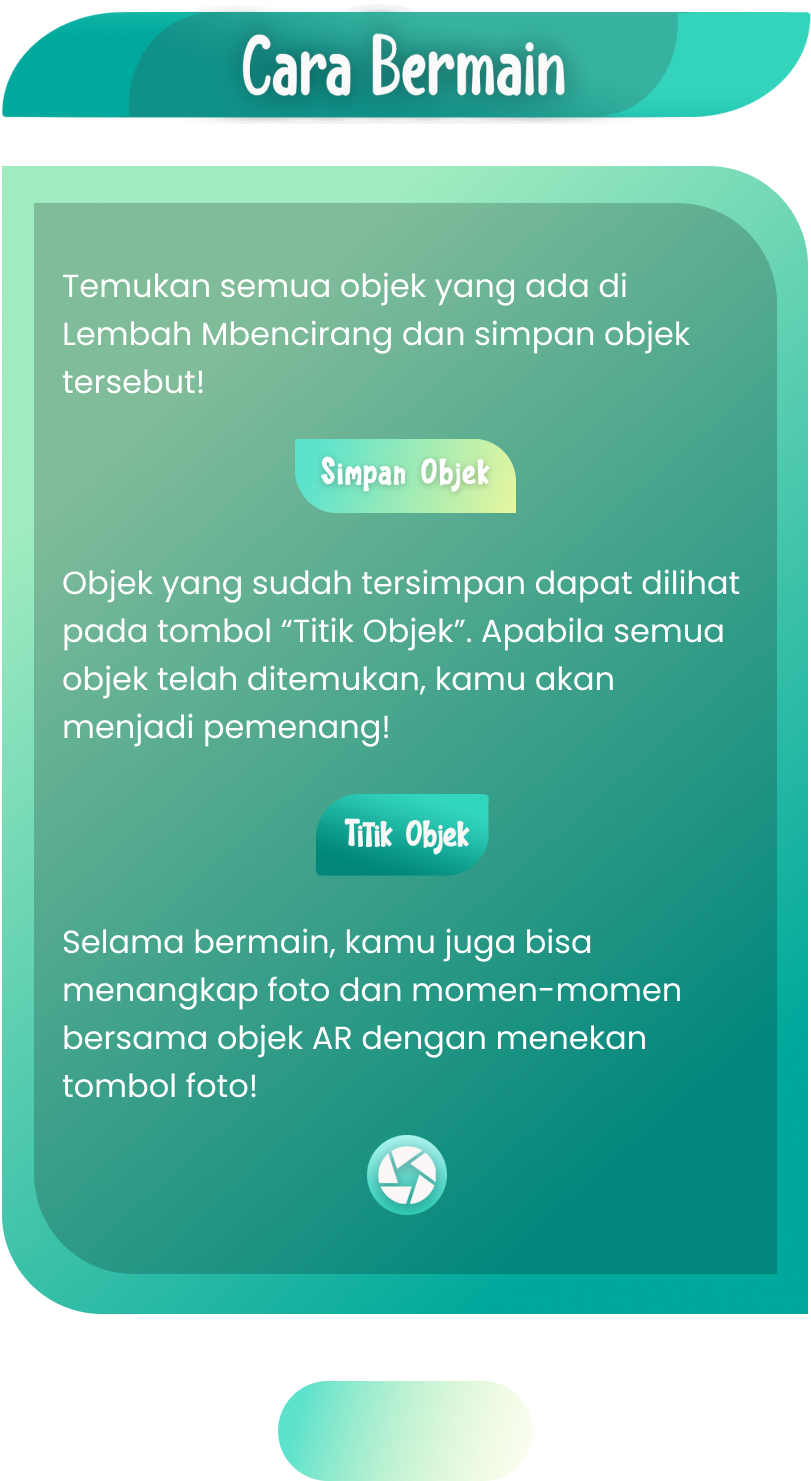 Cara Bermain
Temukan semua objek yang ada di
Lembah Mbencirang dan simpan objek
tersebut!
Simpan Objek
Objek yang sudah tersimpan dapat dilihat
pada tombol “Titik Objek”. Apabila semua
objek telah ditemukan, kamu akan
menjadi pemenang!
Titik Objek
Selama bermain, kamu juga bisa
menangkap foto dan momen-momen
bersama objek AR dengan menekan
tombol foto!